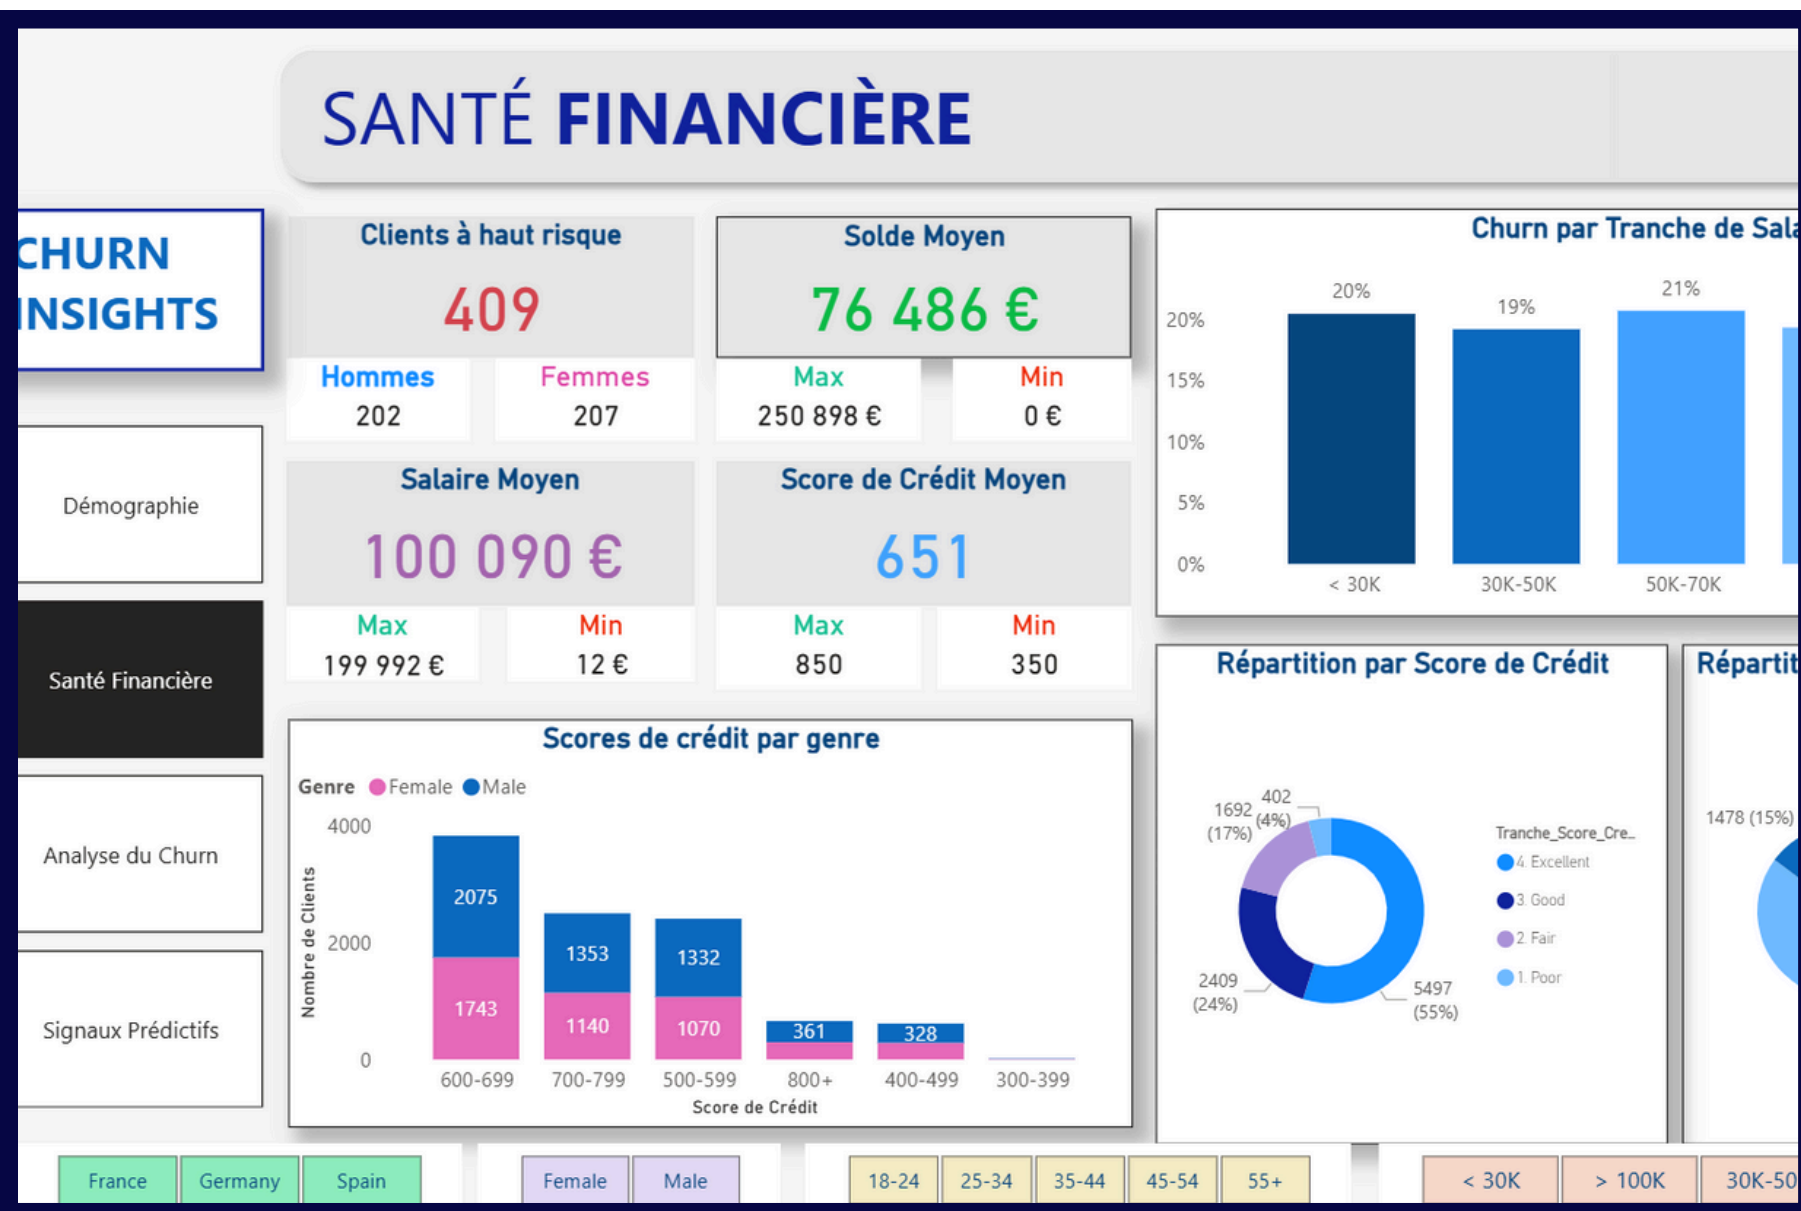 SANTÉ FINANCIÈRE
CHURN
INSIGHTS
Démographie
Santé Financière
Analyse du Churn
Signaux Prédictifs
Clients à haut risque
409
Hommes
Femmes
202
207
Solde Moyen
76 486 €
Max
Min
250 898 €
0 €
Salaire Moyen
100 090 €
Max
Min
199 992 €
12 €
Score de Crédit Moyen
651
Max
Min
850
350
Churn par Tranche de Sala
20%
19%
21%
20%
15%
10%
5%
0%
< 30K
30K-50K
50K-70K
Scores de crédit par genre
Genre Female Male
Nombre de Clients
4000
2000
0
2075
1743
1353
1140
1332
1070
361
328
600-699
700-799
500-599
800+
400-499
300-399
Score de Crédit
Répartition par Score de Crédit
1692
(17%)
402
(4%)
2409
(24%)
5497
(55%)
Tranche_Score_Cre...
4. Excellent
3. Good
2. Fair
1. Poor
Répartit
1478 (15%)
France
Germany
Spain
Female
Male
18-24
25-34
35-44
45-54
55+
< 30K
> 100K
30K-50